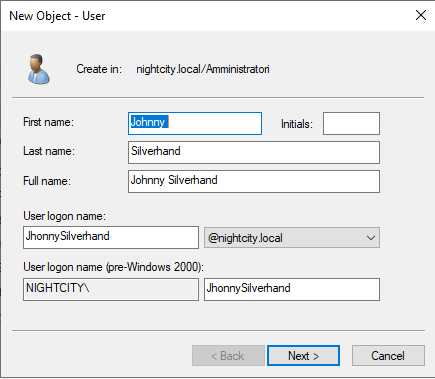 New Object - User
Create in: nightcity.local/Amministratori
First name: Johnny Initials:
Last name: Silverhand
Full name: Johnny Silverhand
User logon name:
JhonnySilverhand @nightcity.local
User logon name (pre-Windows 2000):
NIGHTCITY\ JhonnySilverhand
< Back Next > Cancel